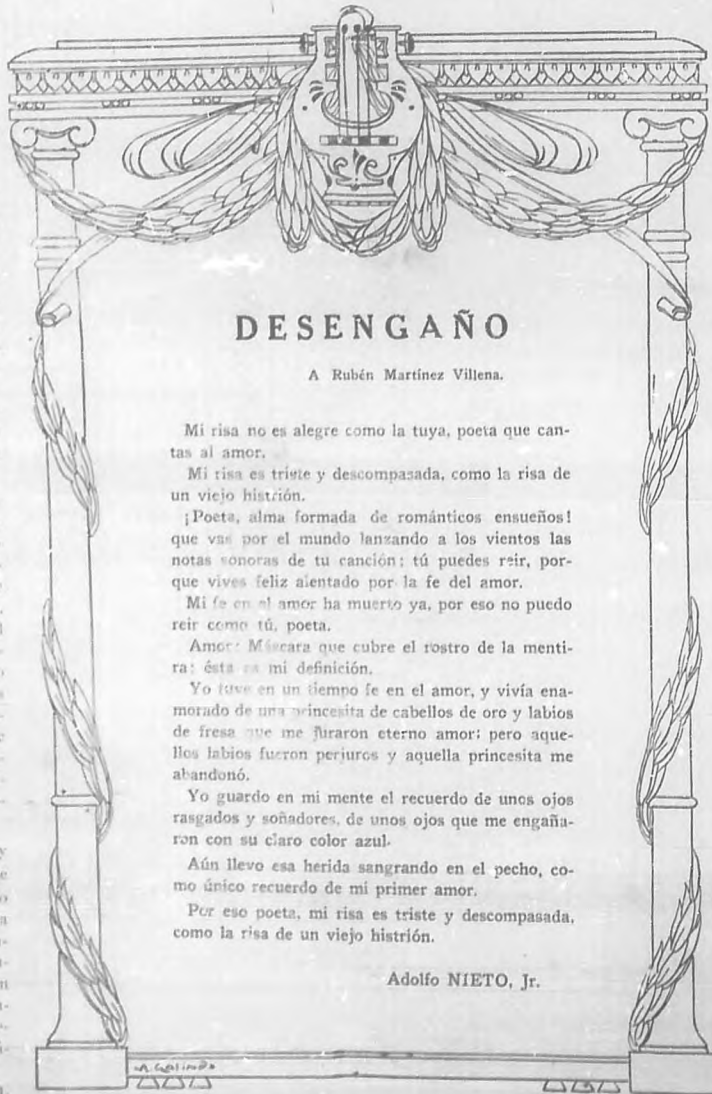 DESENGAÑO
A Rubén Martínez Villena.
Mi risa no es alegre como la tuya, poeta que can-
tas al amor.
Mi risa es triste y descompasada, como la risa de
un viejo histrión.
¡Poeta, alma formada de románticos ensueños!
que vas por el mundo lanzando a los vientos las
notas sonoras de tu canción; tú puedes reir, por-
que vives feliz alentado por la fe del amor.
Mi fe en el amor ha muerto ya, por eso no puedo
reir como tú, poeta.
Amor: Máscara que cubre el rostro de la menti-
ra; ésta es mi definición.
Yo tuve en un tiempo fe en el amor, y vivía ena-
morado de una princesita de cabellos de oro y labios
de fresa que me juraron eterno amor; pero aque-
llos labios fueron perjuros y aquella princesita me
abandonó.
Yo guardo en mi mente el recuerdo de unos ojos
rasgados y soñadores, de unos ojos que me engaña-
ron con su claro color azul.
Aún llevo esa herida sangrando en el pecho, co-
mo único recuerdo de mi primer amor.
Por eso poeta, mi risa es triste y descompasada,
como la risa de un viejo histrión.
Adolfo NIETO, Jr.
A. Galindo